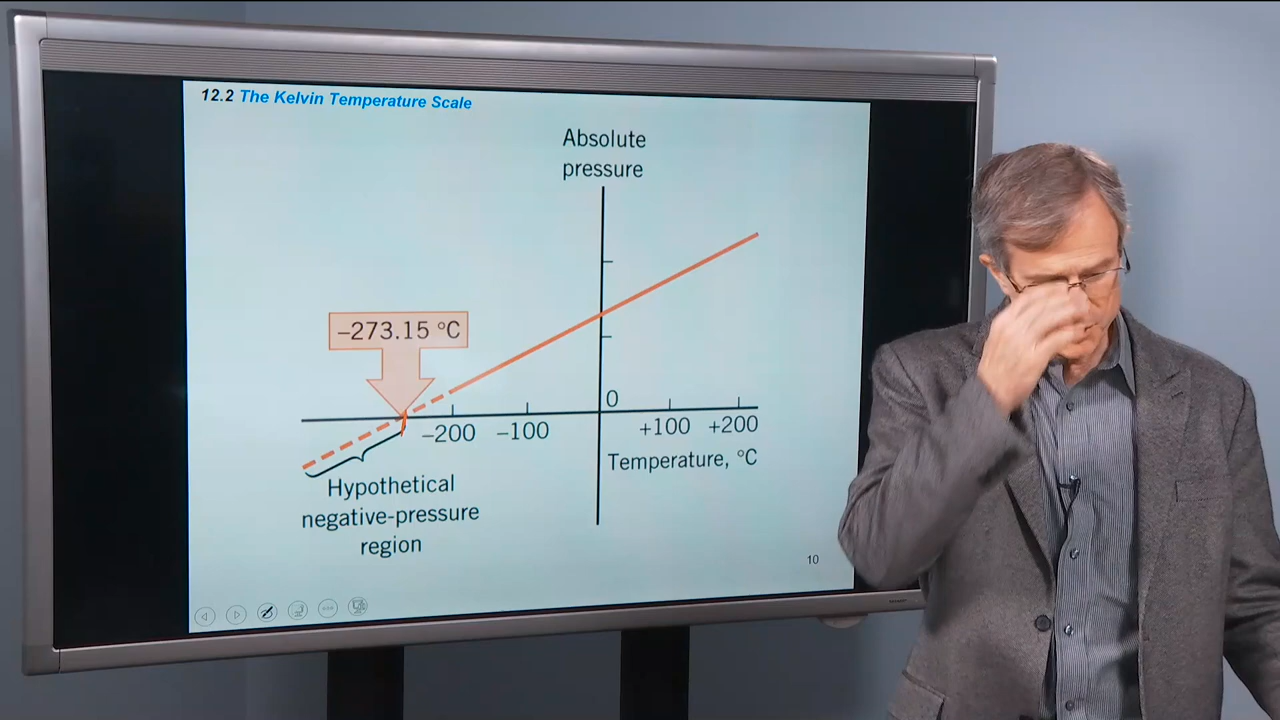 12.2 The Kelvin Temperature Scale
Absolute
pressure
−273.15 °C
0
−200 −100 +100 +200
Temperature, °C
Hypothetical
negative-pressure
region
10